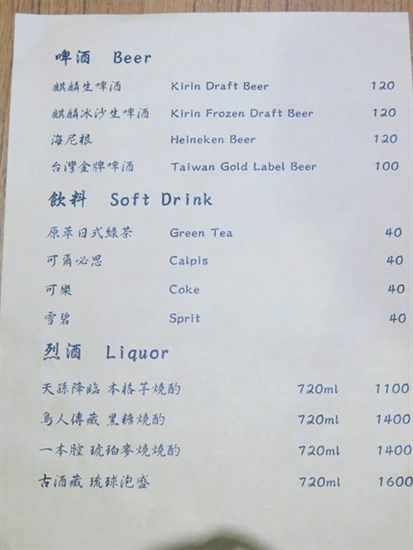 啤酒 Beer
麒麟生啤酒 Kirin Draft Beer 120
麒麟冰沙生啤酒 Kirin Frozen Draft Beer 120
海尼根 Heineken Beer 120
台灣金牌啤酒 Taiwan Gold Label Beer 100
飲料 Soft Drink
原萃日式綠茶 Green Tea 40
可爾必思 Calpis 40
可樂 Coke 40
雪碧 Sprit 40
烈酒 Liquor
天孫降臨 本格芋燒酌 720ml 1100
鳥人傳藏 黑糖燒酌 720ml 1400
一本膛 琥珀麥燒燒酌 720ml 1400
古酒藏 琉球泡盛 720ml 1600